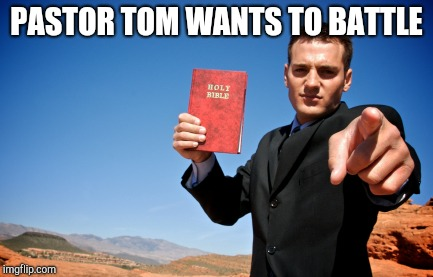 PASTOR TOM WANTS TO BATTLE
HOLY
BIBLE
imgflip.com